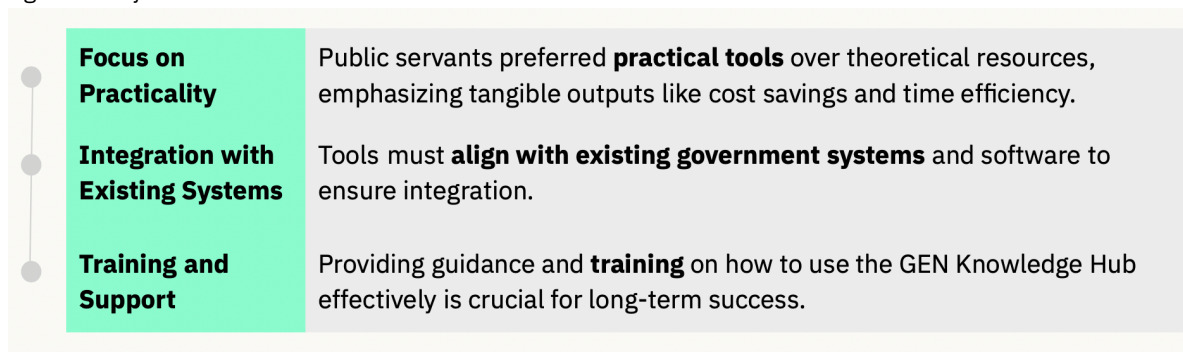 Focus on
Practicality
Public servants preferred practical tools over theoretical resources,
emphasizing tangible outputs like cost savings and time efficiency.
Integration with
Existing Systems
Tools must align with existing government systems and software to
ensure integration.
Training and
Support
Providing guidance and training on how to use the GEN Knowledge Hub
effectively is crucial for long-term success.